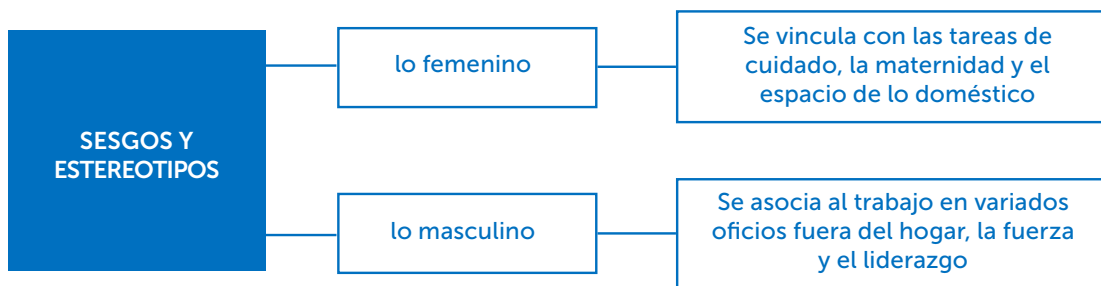 SESGOS Y
ESTEREOTIPOS
lo femenino
Se vincula con las tareas de
cuidado, la maternidad y el
espacio de lo doméstico
lo masculino
Se asocia al trabajo en variados
oficios fuera del hogar, la fuerza
y el liderazgo